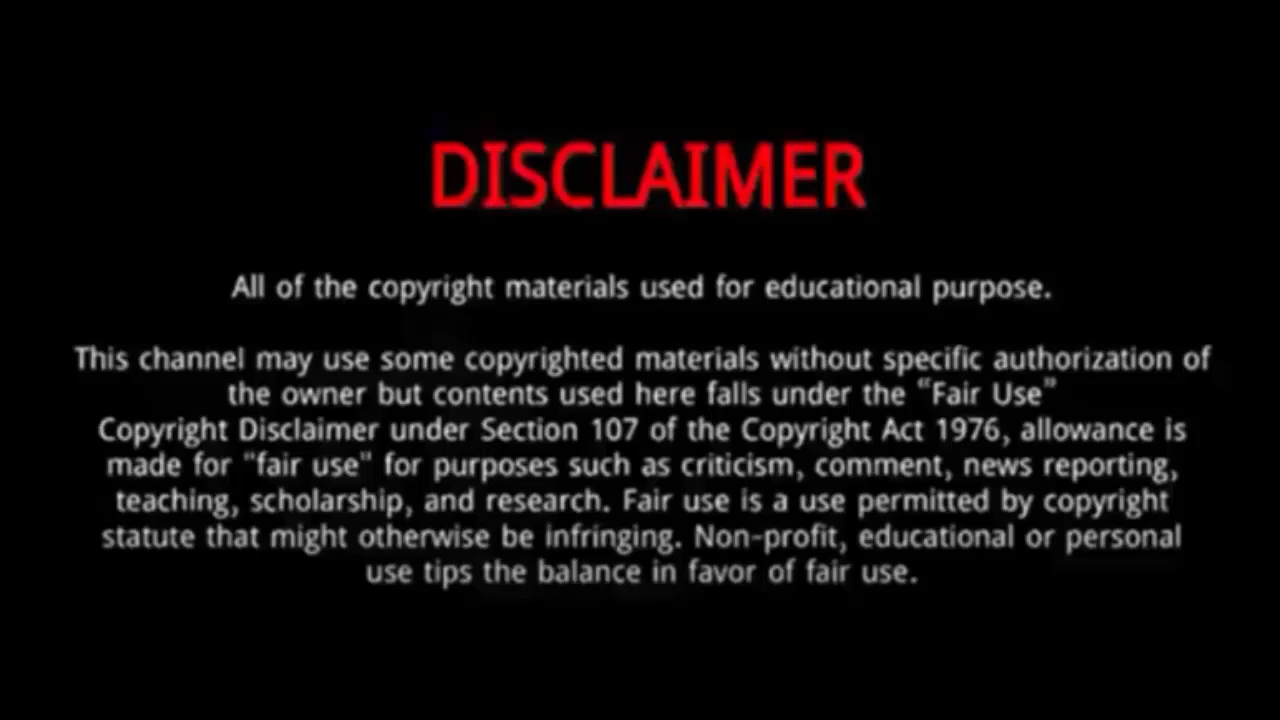 DISCLAIMER
All of the copyright materials used for educational purpose.
This channel may use some copyrighted materials without specific authorization of
the owner but contents used here falls under the “Fair Use”
Copyright Disclaimer under Section 107 of the Copyright Act 1976, allowance is
made for "fair use" for purposes such as criticism, comment, news reporting,
teaching, scholarship, and research. Fair use is a use permitted by copyright
statute that might otherwise be infringing. Non-profit, educational or personal
use tips the balance in favor of fair use.